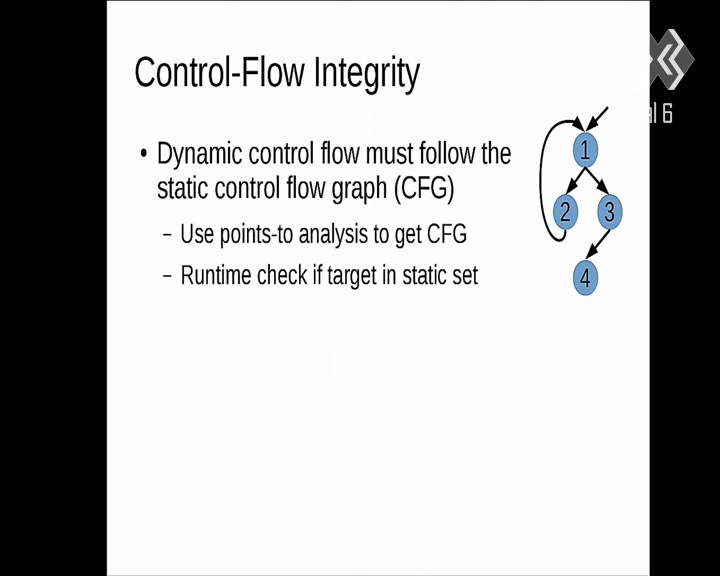 Control-Flow Integrity
• Dynamic control flow must follow the
static control flow graph (CFG)
– Use points-to analysis to get CFG
– Runtime check if target in static set
1
2 3
4
al 6